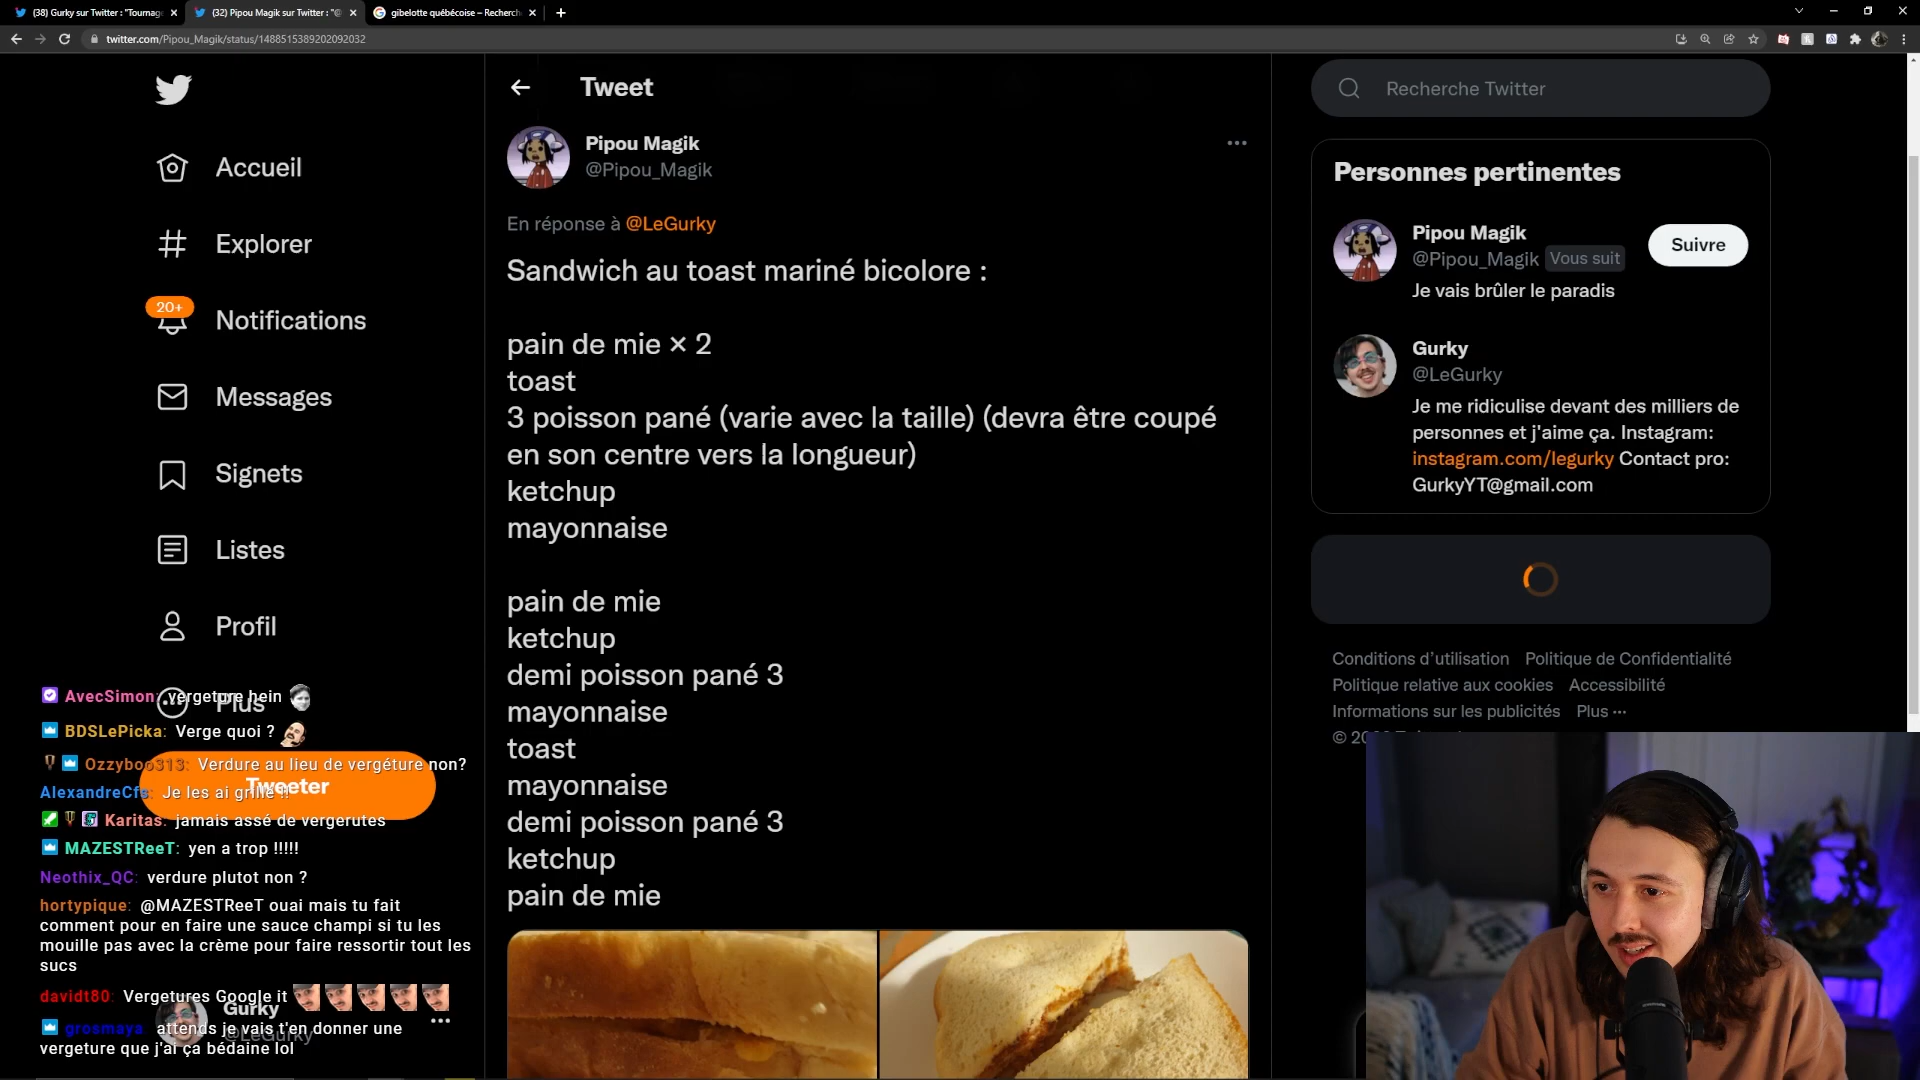 (38) Gurky sur Twitter : "Tournag
(32) Pipou Magik sur Twitter : "@
gibelotte québécoise – Recherch
twitter.com/Pipou_Magik/status/1488515389202092032
Accueil
Explorer
20+
Notifications
Messages
Signets
Listes
Profil
Plus
Tweeter
Gurky
@LeGurky
AvecSimon: vergeture hein
BDSLePicka: Verge quoi ?
Ozzyboo313: Verdure au lieu de vergéture non?
AlexandreCfs: Je les ai grillé !!
Karitas: jamais assé de vergerutes
MAZESTReeT: yen a trop !!!!!
Neothix_QC: verdure plutot non ?
hortypique: @MAZESTReeT ouai mais tu fait
comment pour en faire une sauce champi si tu les
mouille pas avec la crème pour faire ressortir tout les
sucs
davidt80: Vergetures Google it
grosmaya: attends je vais t'en donner une
vergeture que j'ai ça bédaine lol
Tweet
Pipou Magik
@Pipou_Magik
En réponse à @LeGurky
Sandwich au toast mariné bicolore :
pain de mie × 2
toast
3 poisson pané (varie avec la taille) (devra être coupé
en son centre vers la longueur)
ketchup
mayonnaise
pain de mie
ketchup
demi poisson pané 3
mayonnaise
toast
mayonnaise
demi poisson pané 3
ketchup
pain de mie
Recherche Twitter
Personnes pertinentes
Pipou Magik
@Pipou_Magik Vous suit
Suivre
Je vais brûler le paradis
Gurky
@LeGurky
Je me ridiculise devant des milliers de
personnes et j'aime ça. Instagram:
instagram.com/legurky Contact pro:
GurkyYT@gmail.com
Conditions d’utilisation Politique de Confidentialité
Politique relative aux cookies Accessibilité
Informations sur les publicités Plus ···